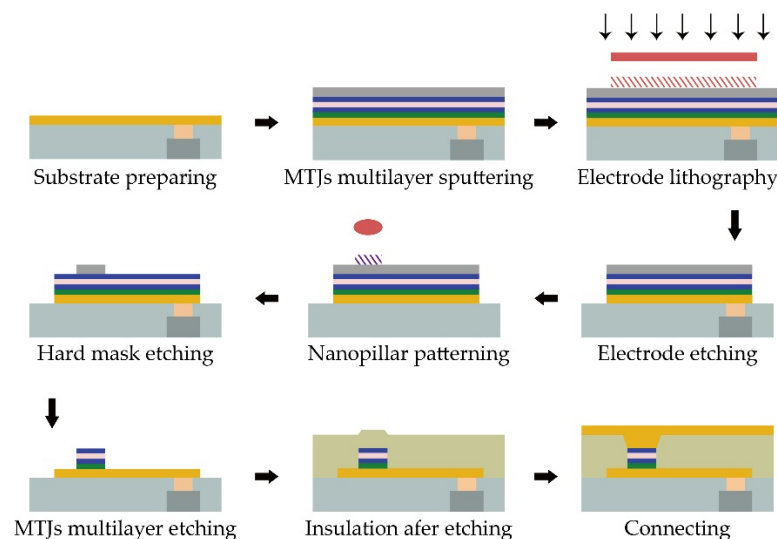 Substrate preparing
MTJs multilayer sputtering
Electrode lithography
Hard mask etching
Nanopillar patterning
Electrode etching
MTJs multilayer etching
Insulation afer etching
Connecting